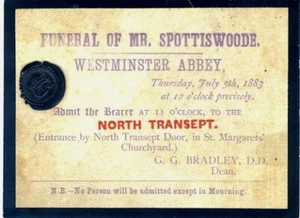 FUNERAL OF MR. SPOTTISWOODE.
WESTMINSTER ABBEY,
Thursday, July 5th, 1883
at 12 o'clock precisely.
Admit the Bearer at 11 o'clock, to the
NORTH TRANSEPT.
(Entrance by North Transept Door, in St. Margarets'
Churchyard.)
G. G. BRADLEY, D.D.
Dean.
N.B.—No Person will be admitted except in Mourning.